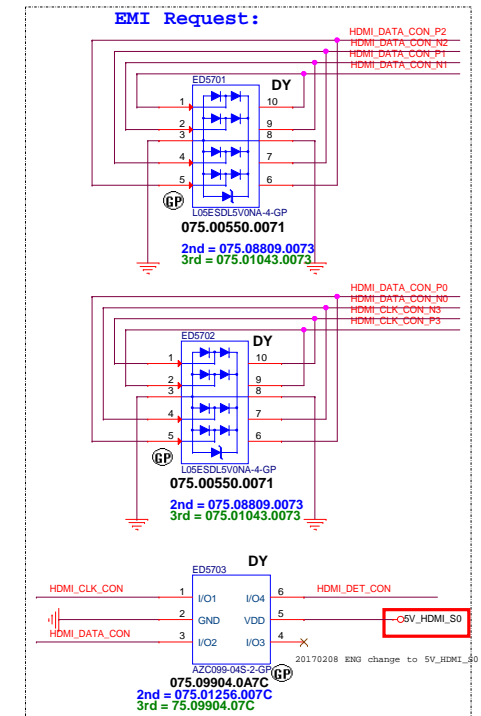 EMI Request:
HDMI_DATA_CON_P2
HDMI_DATA_CON_N2
HDMI_DATA_CON_P1
HDMI_DATA_CON_N1
ED5701
DY
1 10
2 9
3 8
4 7
5 6
GP
L05ESDL5V0NA-4-GP
075.00550.0071
2nd = 075.08809.0073
3rd = 075.01043.0073
HDMI_DATA_CON_P0
HDMI_DATA_CON_N0
HDMI_CLK_CON_N3
HDMI_CLK_CON_P3
ED5702
DY
1 10
2 9
3 8
4 7
5 6
GP
L05ESDL5V0NA-4-GP
075.00550.0071
2nd = 075.08809.0073
3rd = 075.01043.0073
DY
ED5703
HDMI_CLK_CON 1 I/O1 I/O4 6 HDMI_DET_CON
2 GND VDD 5 5V_HDMI_S0
HDMI_DATA_CON 3 I/O2 I/O3 4
20170208 ENG change to 5V_HDMI_S0
AZC099-04S-2-GP
GP
075.09904.0A7C
2nd = 075.01256.007C
3rd = 75.09904.07C